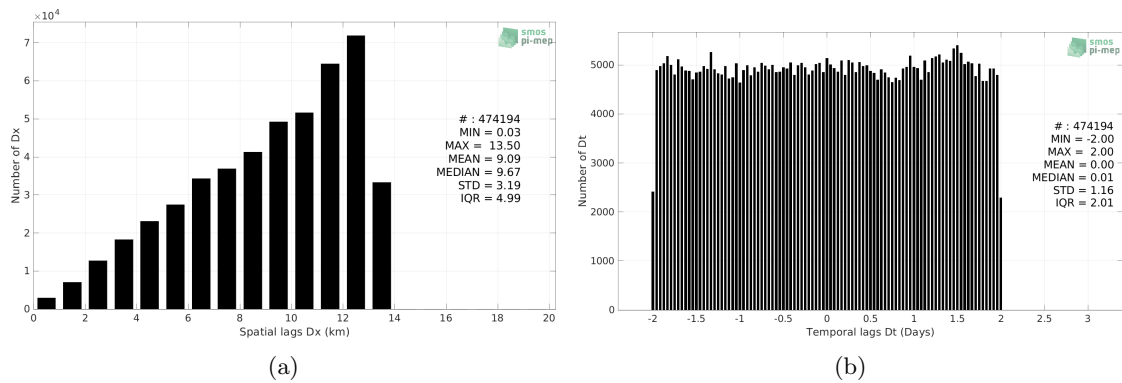 ×10⁴
smos
pi-mep
7
6
5
4
3
2
1
0
Number of Dx
# : 474194
MIN = 0.03
MAX = 13.50
MEAN = 9.09
MEDIAN = 9.67
STD = 3.19
IQR = 4.99
0 2 4 6 8 10 12 14 16 18 20
Spatial lags Dx (km)
(a)
smos
pi-mep
5000
4000
3000
2000
1000
0
Number of Dt
# : 474194
MIN = -2.00
MAX = 2.00
MEAN = 0.00
MEDIAN = 0.01
STD = 1.16
IQR = 2.01
-2 -1.5 -1 -0.5 0 0.5 1 1.5 2 2.5 3
Temporal lags Dt (Days)
(b)